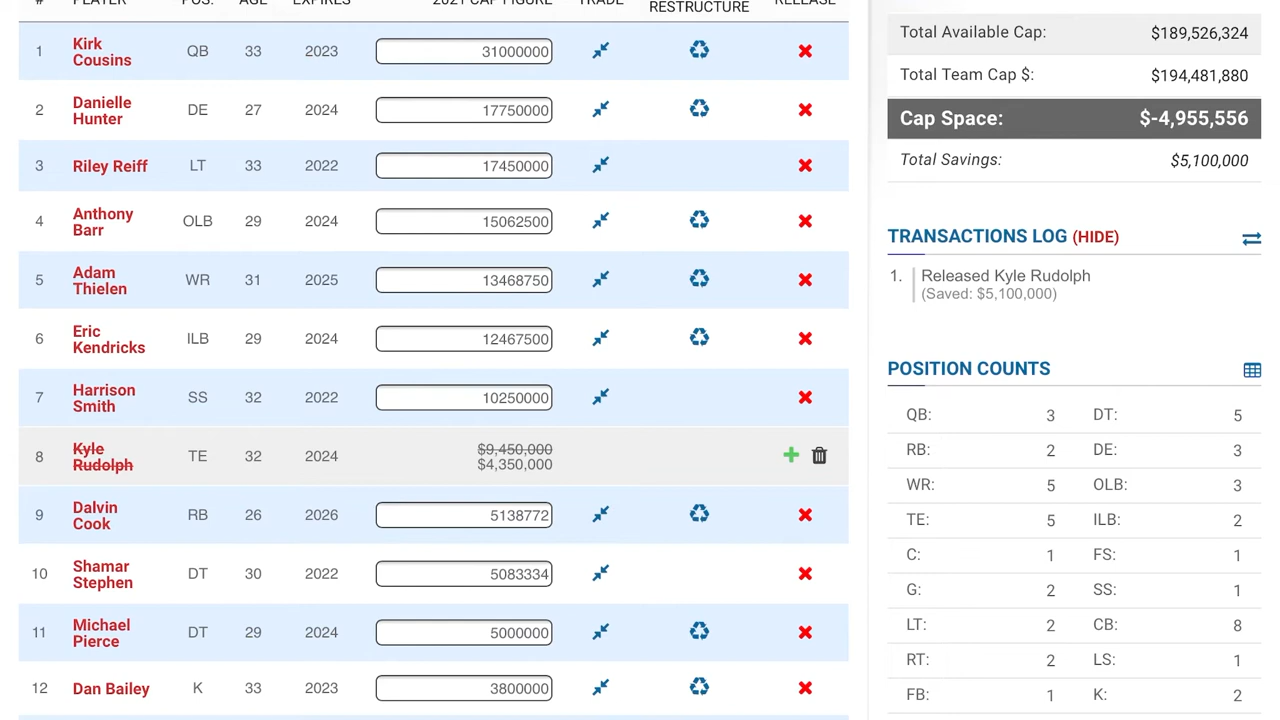 # PLAYER POS. AGE EXPIRES 2021 CAP FIGURE TRADE RESTRUCTURE RELEASE
1 Kirk Cousins QB 33 2023 31000000
2 Danielle Hunter DE 27 2024 17750000
3 Riley Reiff LT 33 2022 17450000
4 Anthony Barr OLB 29 2024 15062500
5 Adam Thielen WR 31 2025 13468750
6 Eric Kendricks ILB 29 2024 12467500
7 Harrison Smith SS 32 2022 10250000
8 Kyle Rudolph TE 32 2024 $9,450,000 $4,350,000
9 Dalvin Cook RB 26 2026 5138772
10 Shamar Stephen DT 30 2022 5083334
11 Michael Pierce DT 29 2024 5000000
12 Dan Bailey K 33 2023 3800000
Total Available Cap: $189,526,324
Total Team Cap $: $194,481,880
Cap Space: $-4,955,556
Total Savings: $5,100,000
TRANSACTIONS LOG (HIDE)
1. Released Kyle Rudolph
(Saved: $5,100,000)
POSITION COUNTS
QB: 3 DT: 5
RB: 2 DE: 3
WR: 5 OLB: 3
TE: 5 ILB: 2
C: 1 FS: 1
G: 2 SS: 1
LT: 2 CB: 8
RT: 2 LS: 1
FB: 1 K: 2